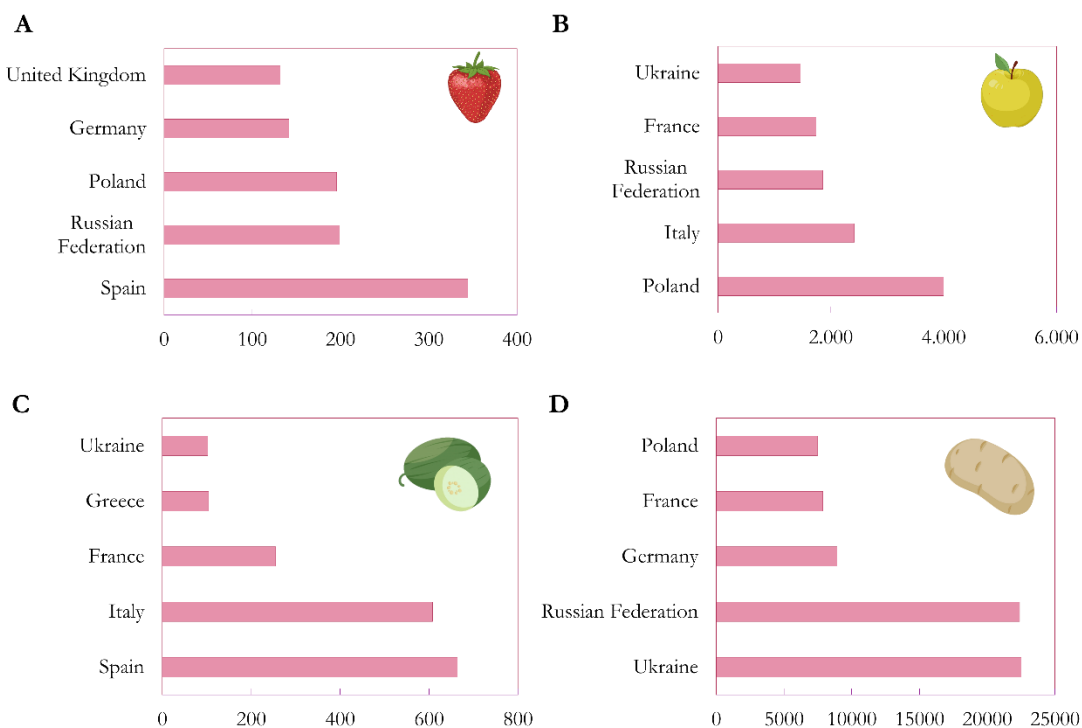 A
United Kingdom
Germany
Poland
Russian
Federation
Spain
0 100 200 300 400
B
Ukraine
France
Russian
Federation
Italy
Poland
0 2.000 4.000 6.000
C
Ukraine
Greece
France
Italy
Spain
0 200 400 600 800
D
Poland
France
Germany
Russian Federation
Ukraine
0 5000 10000 15000 20000 25000